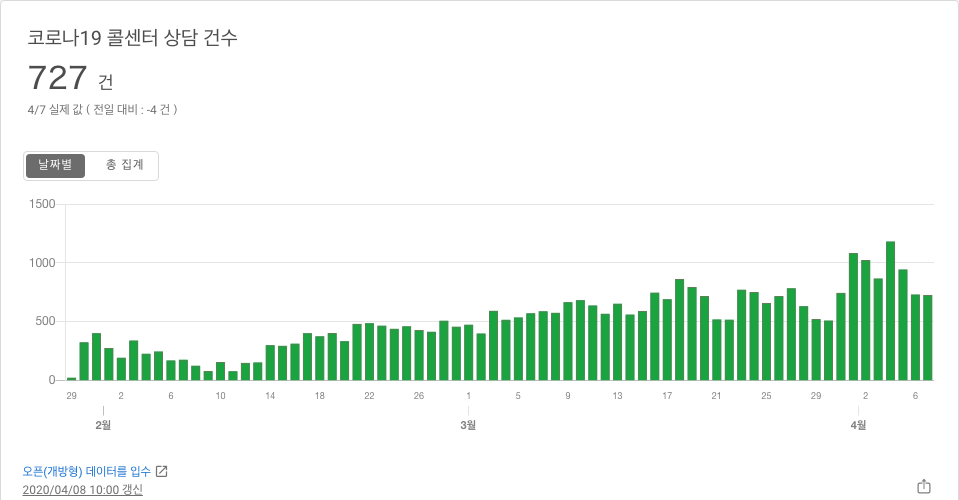 코로나19 콜센터 상담 건수
727 건
4/7 실제 값 ( 전일 대비 : -4 건 )
날짜별 총 집계
1500
1000
500
0
29 2 6 10 14 18 22 26 1 5 9 13 17 21 25 29 2 6
2월 3월 4월
오픈(개방형) 데이터를 입수
2020/04/08 10:00 갱신